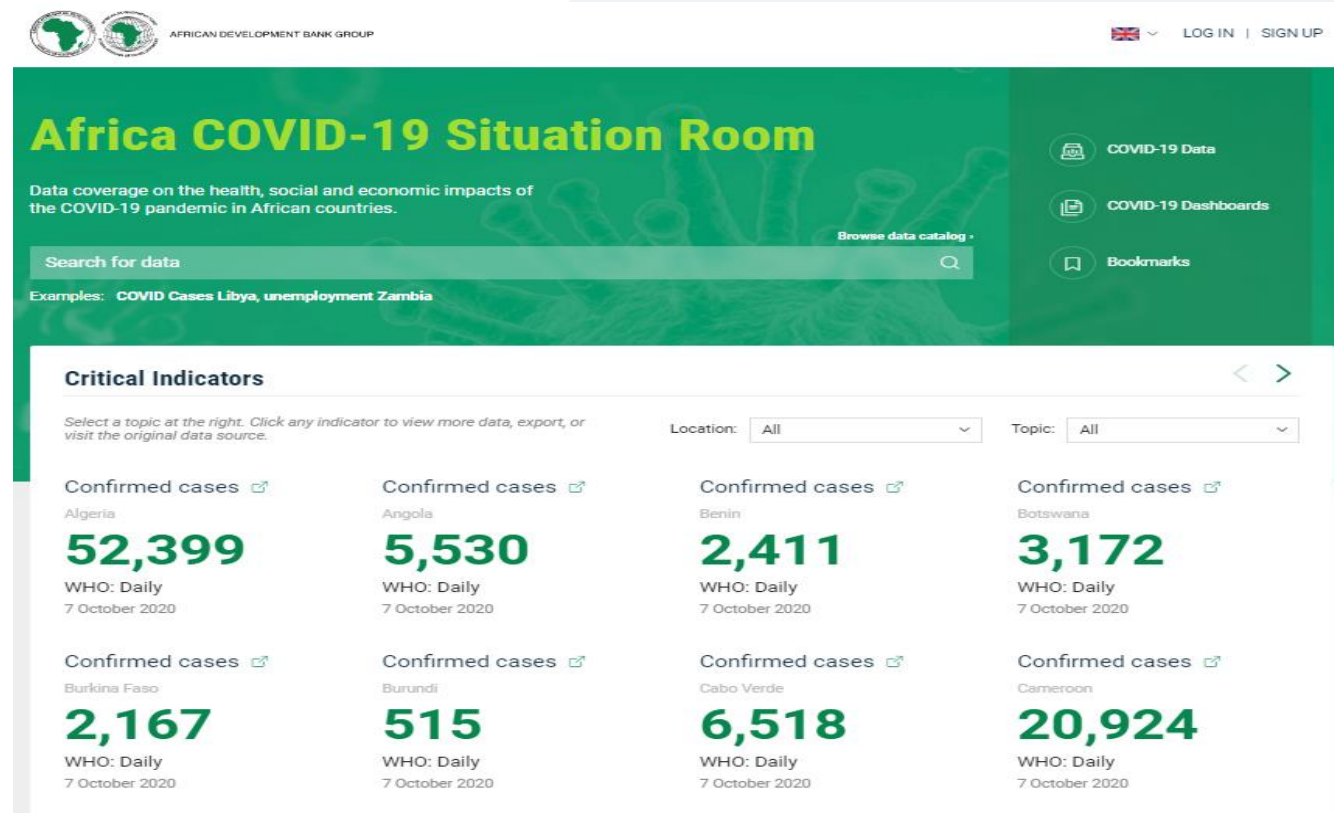 AFRICAN DEVELOPMENT BANK GROUP
LOG IN | SIGN UP
Africa COVID-19 Situation Room
Data coverage on the health, social and economic impacts of
the COVID-19 pandemic in African countries.
Browse data catalog ›
Search for data
Examples: COVID Cases Libya, unemployment Zambia
COVID-19 Data
COVID-19 Dashboards
Bookmarks
Critical Indicators
Select a topic at the right. Click any indicator to view more data, export, or
visit the original data source.
Location: All
Topic: All
Confirmed cases
Algeria
52,399
WHO: Daily
7 October 2020
Confirmed cases
Angola
5,530
WHO: Daily
7 October 2020
Confirmed cases
Benin
2,411
WHO: Daily
7 October 2020
Confirmed cases
Botswana
3,172
WHO: Daily
7 October 2020
Confirmed cases
Burkina Faso
2,167
WHO: Daily
7 October 2020
Confirmed cases
Burundi
515
WHO: Daily
7 October 2020
Confirmed cases
Cabo Verde
6,518
WHO: Daily
7 October 2020
Confirmed cases
Cameroon
20,924
WHO: Daily
7 October 2020